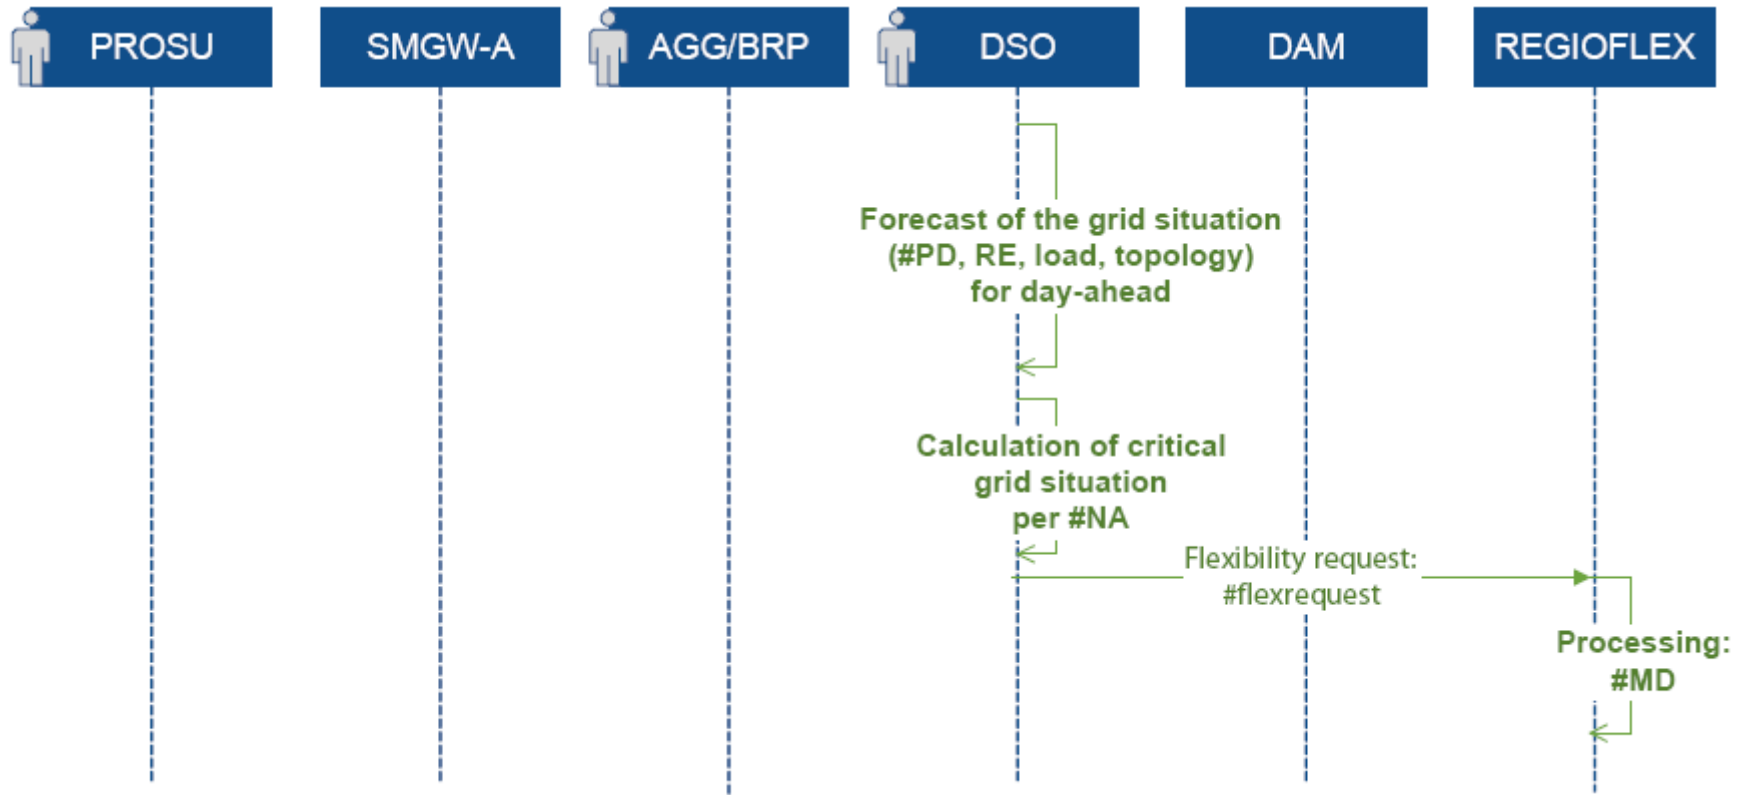 PROSU
SMGW-A
AGG/BRP
DSO
DAM
REGIOFLEX
Forecast of the grid situation
(#PD, RE, load, topology)
for day-ahead
Calculation of critical
grid situation
per #NA
Flexibility request:
#flexrequest
Processing:
#MD